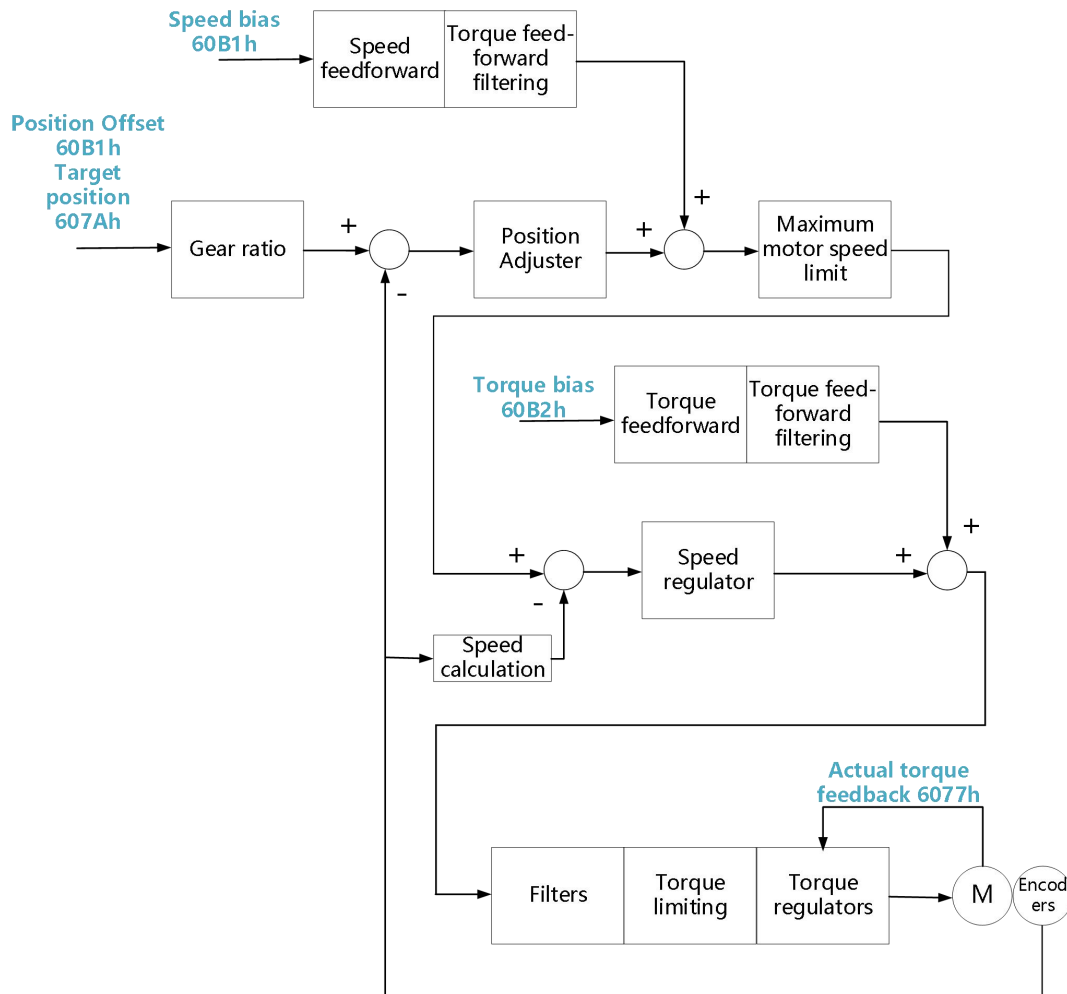 Speed bias
60B1h
Speed
feedforward
Torque feed-
forward
filtering
Position Offset
60B1h
Target
position
607Ah
Gear ratio
+
-
Position
Adjuster
+
+
Maximum
motor speed
limit
Torque bias
60B2h
Torque
feedforward
Torque feed-
forward
filtering
+
-
Speed
regulator
+
+
Speed
calculation
Actual torque
feedback 6077h
Filters
Torque
limiting
Torque
regulators
M
Encod
ers